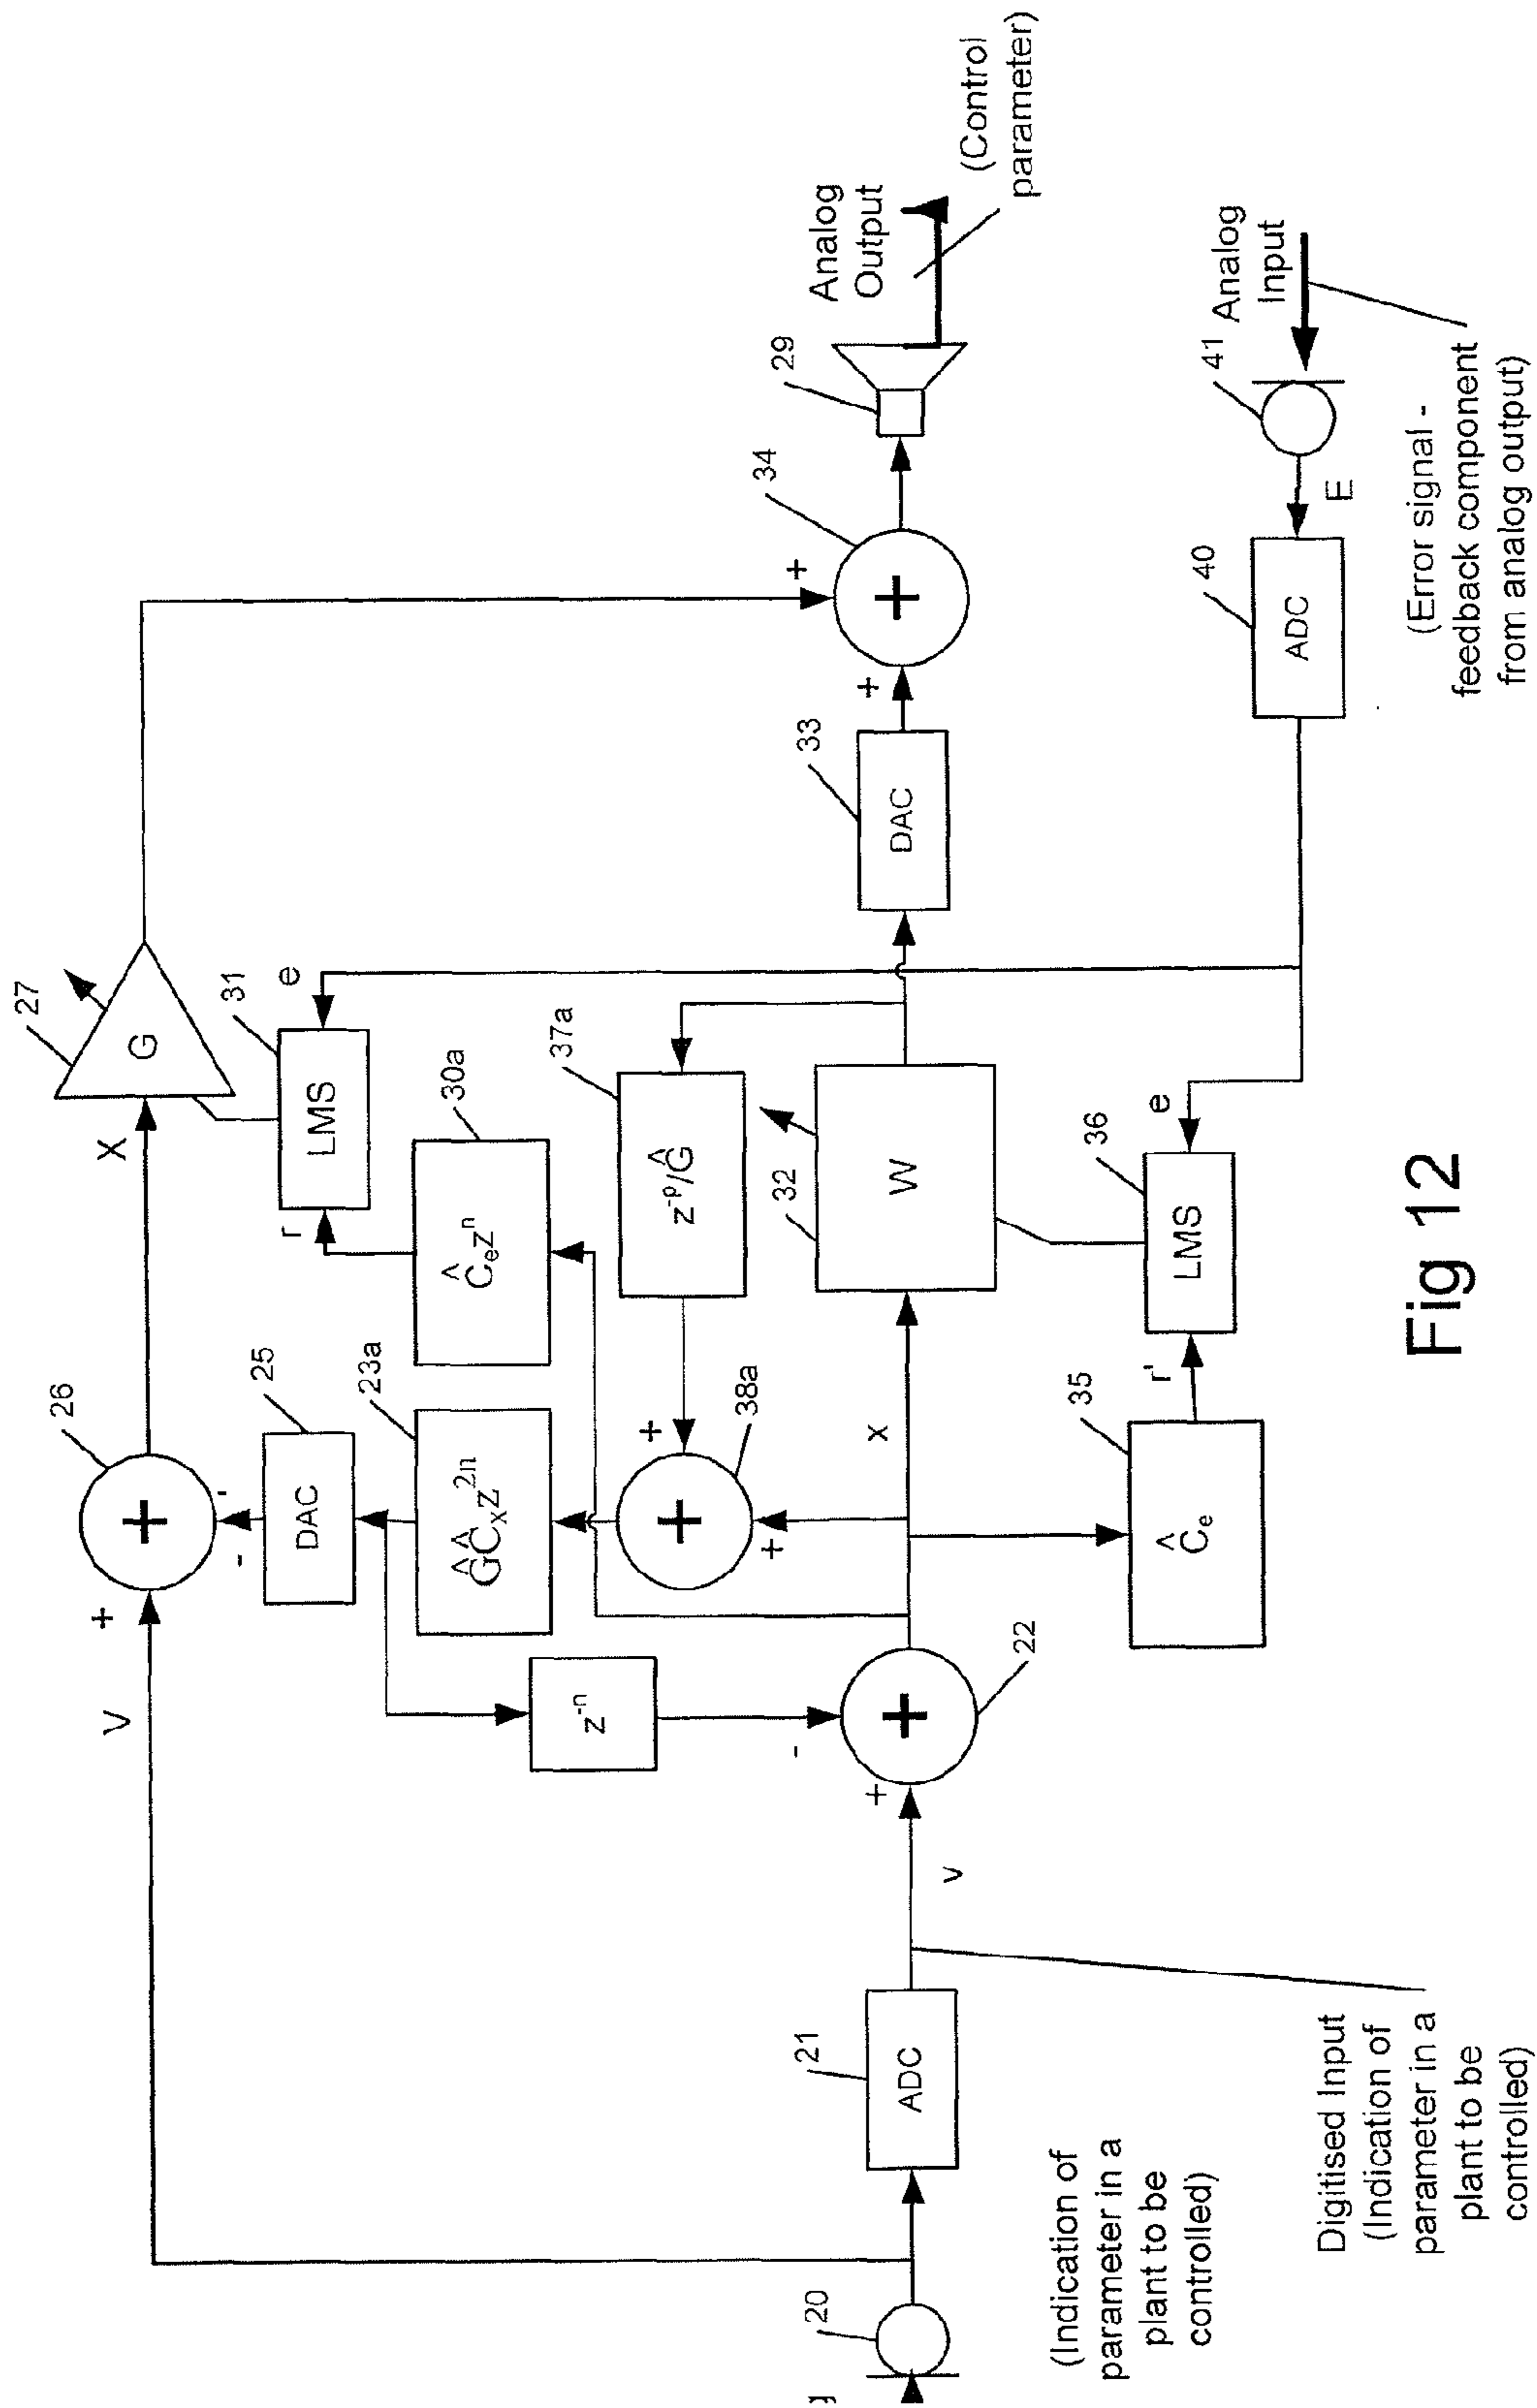 27
G
X
26
+
V
-
-
25
DAC
31
LMS
e
r
30a
Ĉₑzⁿ
23a
ĜĈₓz²ⁿ
z⁻ⁿ
37a
z⁻ᵖ/Ĝ
+
38a
+
+
34
+
+
+
33
DAC
29
Analog
Output
(Control
parameter)
32
W
x
22
+
-
+
v
21
ADC
20
35
Ĉₑ
r'
36
LMS
e
40
ADC
E
41
Analog
Input
(Error signal -
feedback component
from analog output)
(Indication of
parameter in a
plant to be
controlled)
Digitised Input
(Indication of
parameter in a
plant to be
controlled)
Fig 12